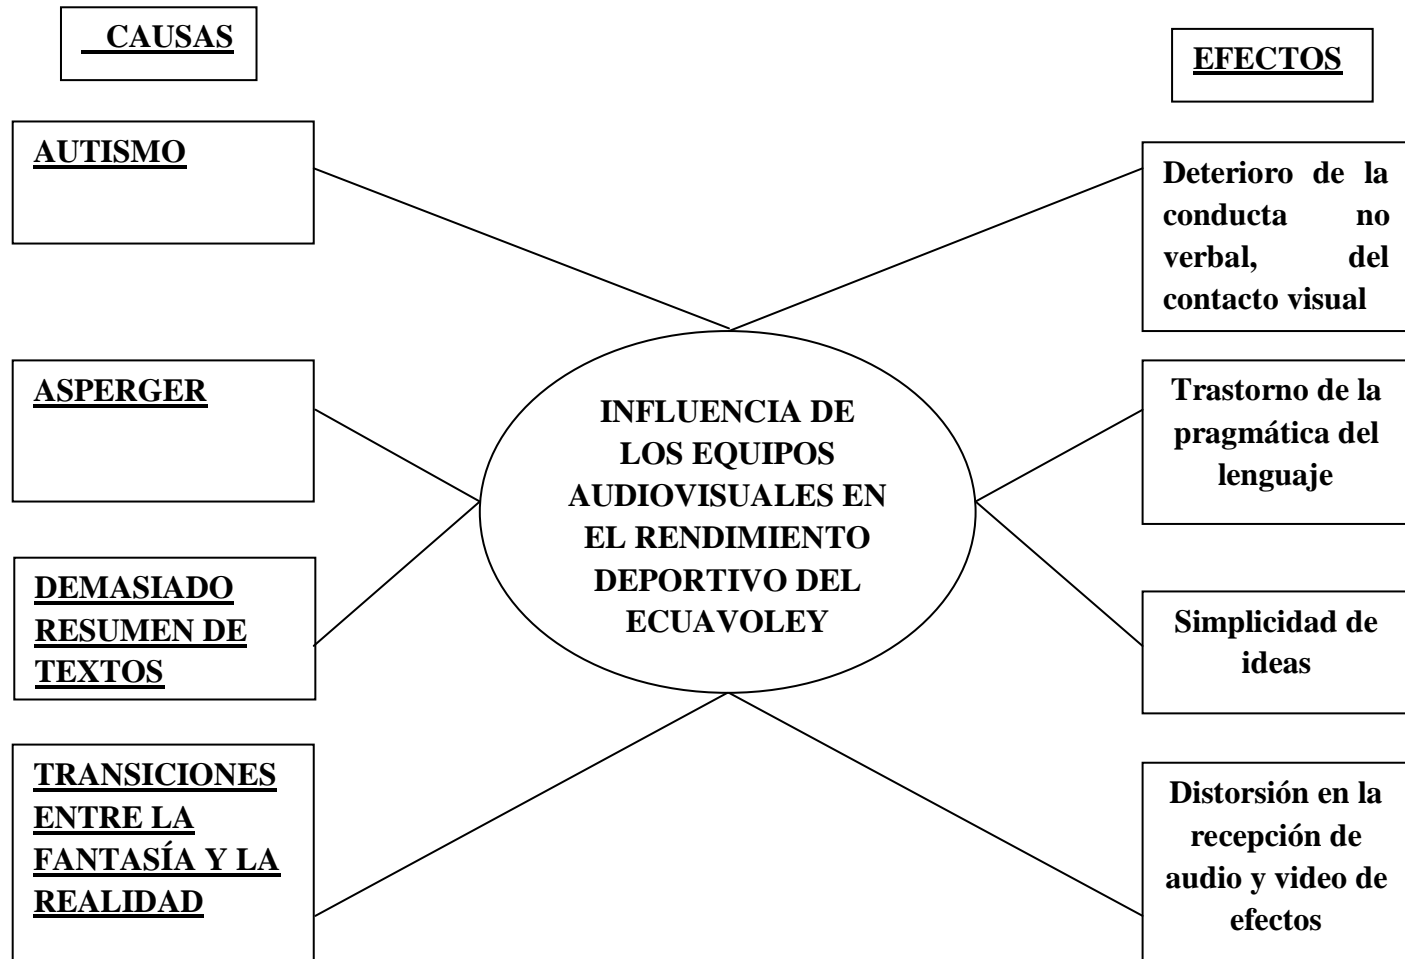 CAUSAS
EFECTOS
AUTISMO
Deterioro de la
conducta no
verbal, del
contacto visual
ASPERGER
Trastorno de la
pragmática del
lenguaje
INFLUENCIA DE
LOS EQUIPOS
AUDIOVISUALES EN
EL RENDIMIENTO
DEPORTIVO DEL
ECUAVOLEY
DEMASIADO
RESUMEN DE
TEXTOS
Simplicidad de
ideas
TRANSICIONES
ENTRE LA
FANTASÍA Y LA
REALIDAD
Distorsión en la
recepción de
audio y video de
efectos